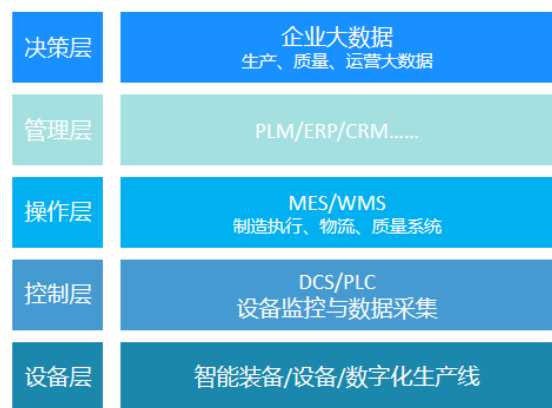 决策层
企业大数据
生产、质量、运营大数据
管理层
PLM/ERP/CRM......
操作层
MES/WMS
制造执行、物流、质量系统
控制层
DCS/PLC
设备监控与数据采集
设备层
智能装备/设备/数字化生产线